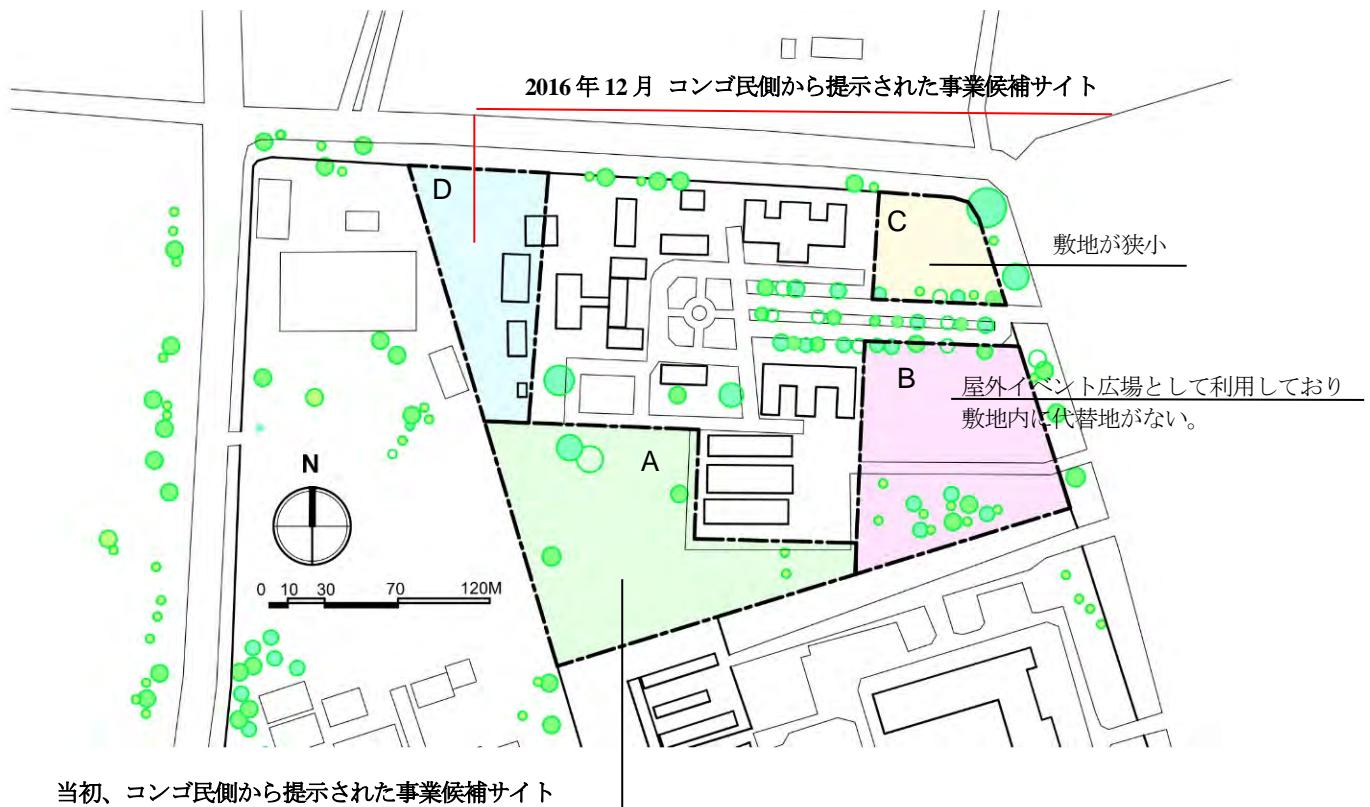 2016年12月 コンゴ民側から提示された事業候補サイト
D
C
敷地が狭小
B
屋外イベント広場として利用しており
敷地内に代替地がない。
A
N
0 10 30 70 120M
当初、コンゴ民側から提示された事業候補サイト